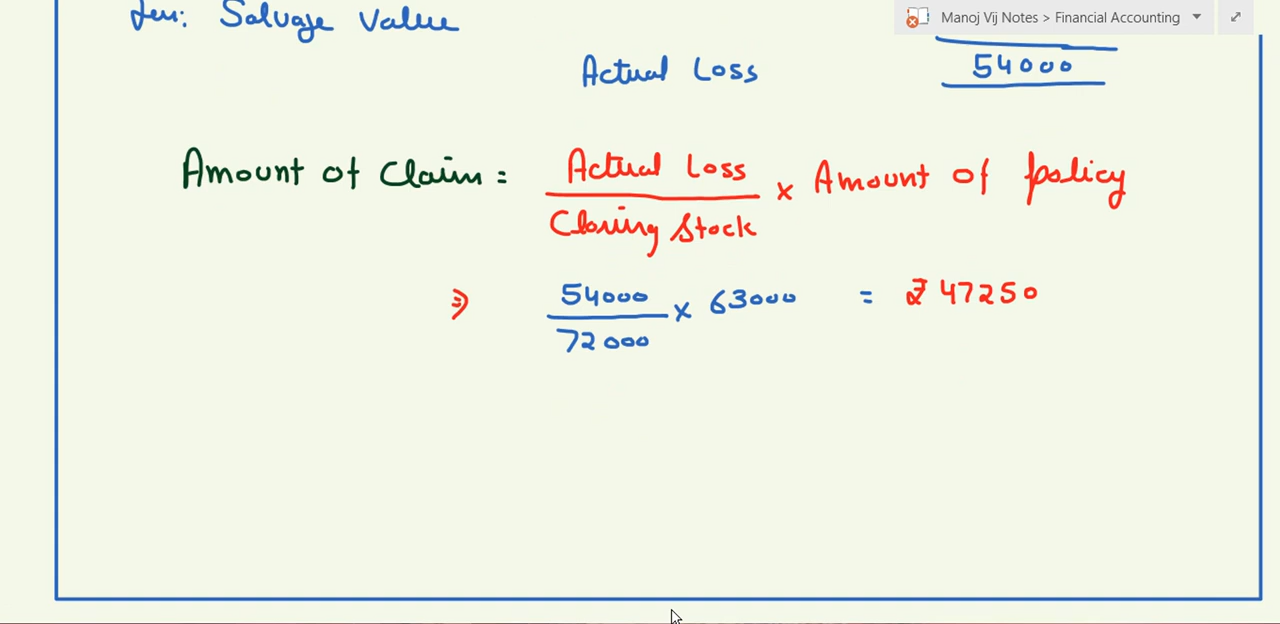 Manoj Vij Notes > Financial Accounting
Less: Salvage Value
Actual Loss 54000
Amount of Claim = Actual Loss / Closing Stock × Amount of policy
⇒ 54000 / 72000 × 63000 = ₹ 47250